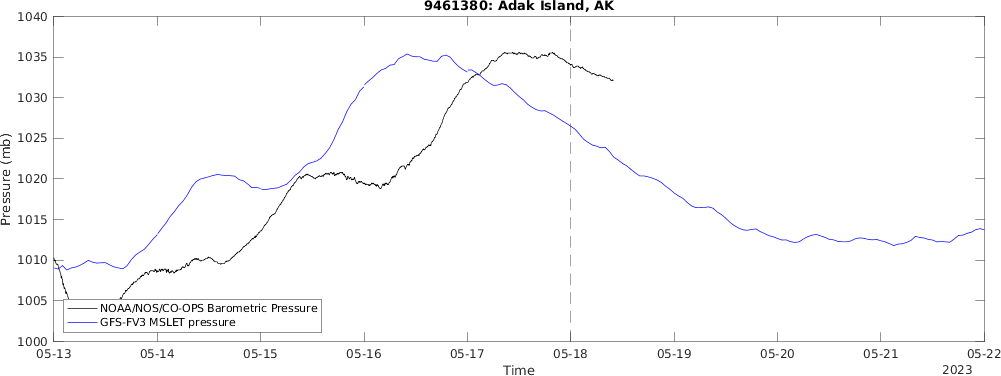 9461380: Adak Island, AK
Pressure (mb)
1040
1035
1030
1025
1020
1015
1010
1005
1000
NOAA/NOS/CO-OPS Barometric Pressure
GFS-FV3 MSLET pressure
05-13 05-14 05-15 05-16 05-17 05-18 05-19 05-20 05-21 05-22
Time
2023